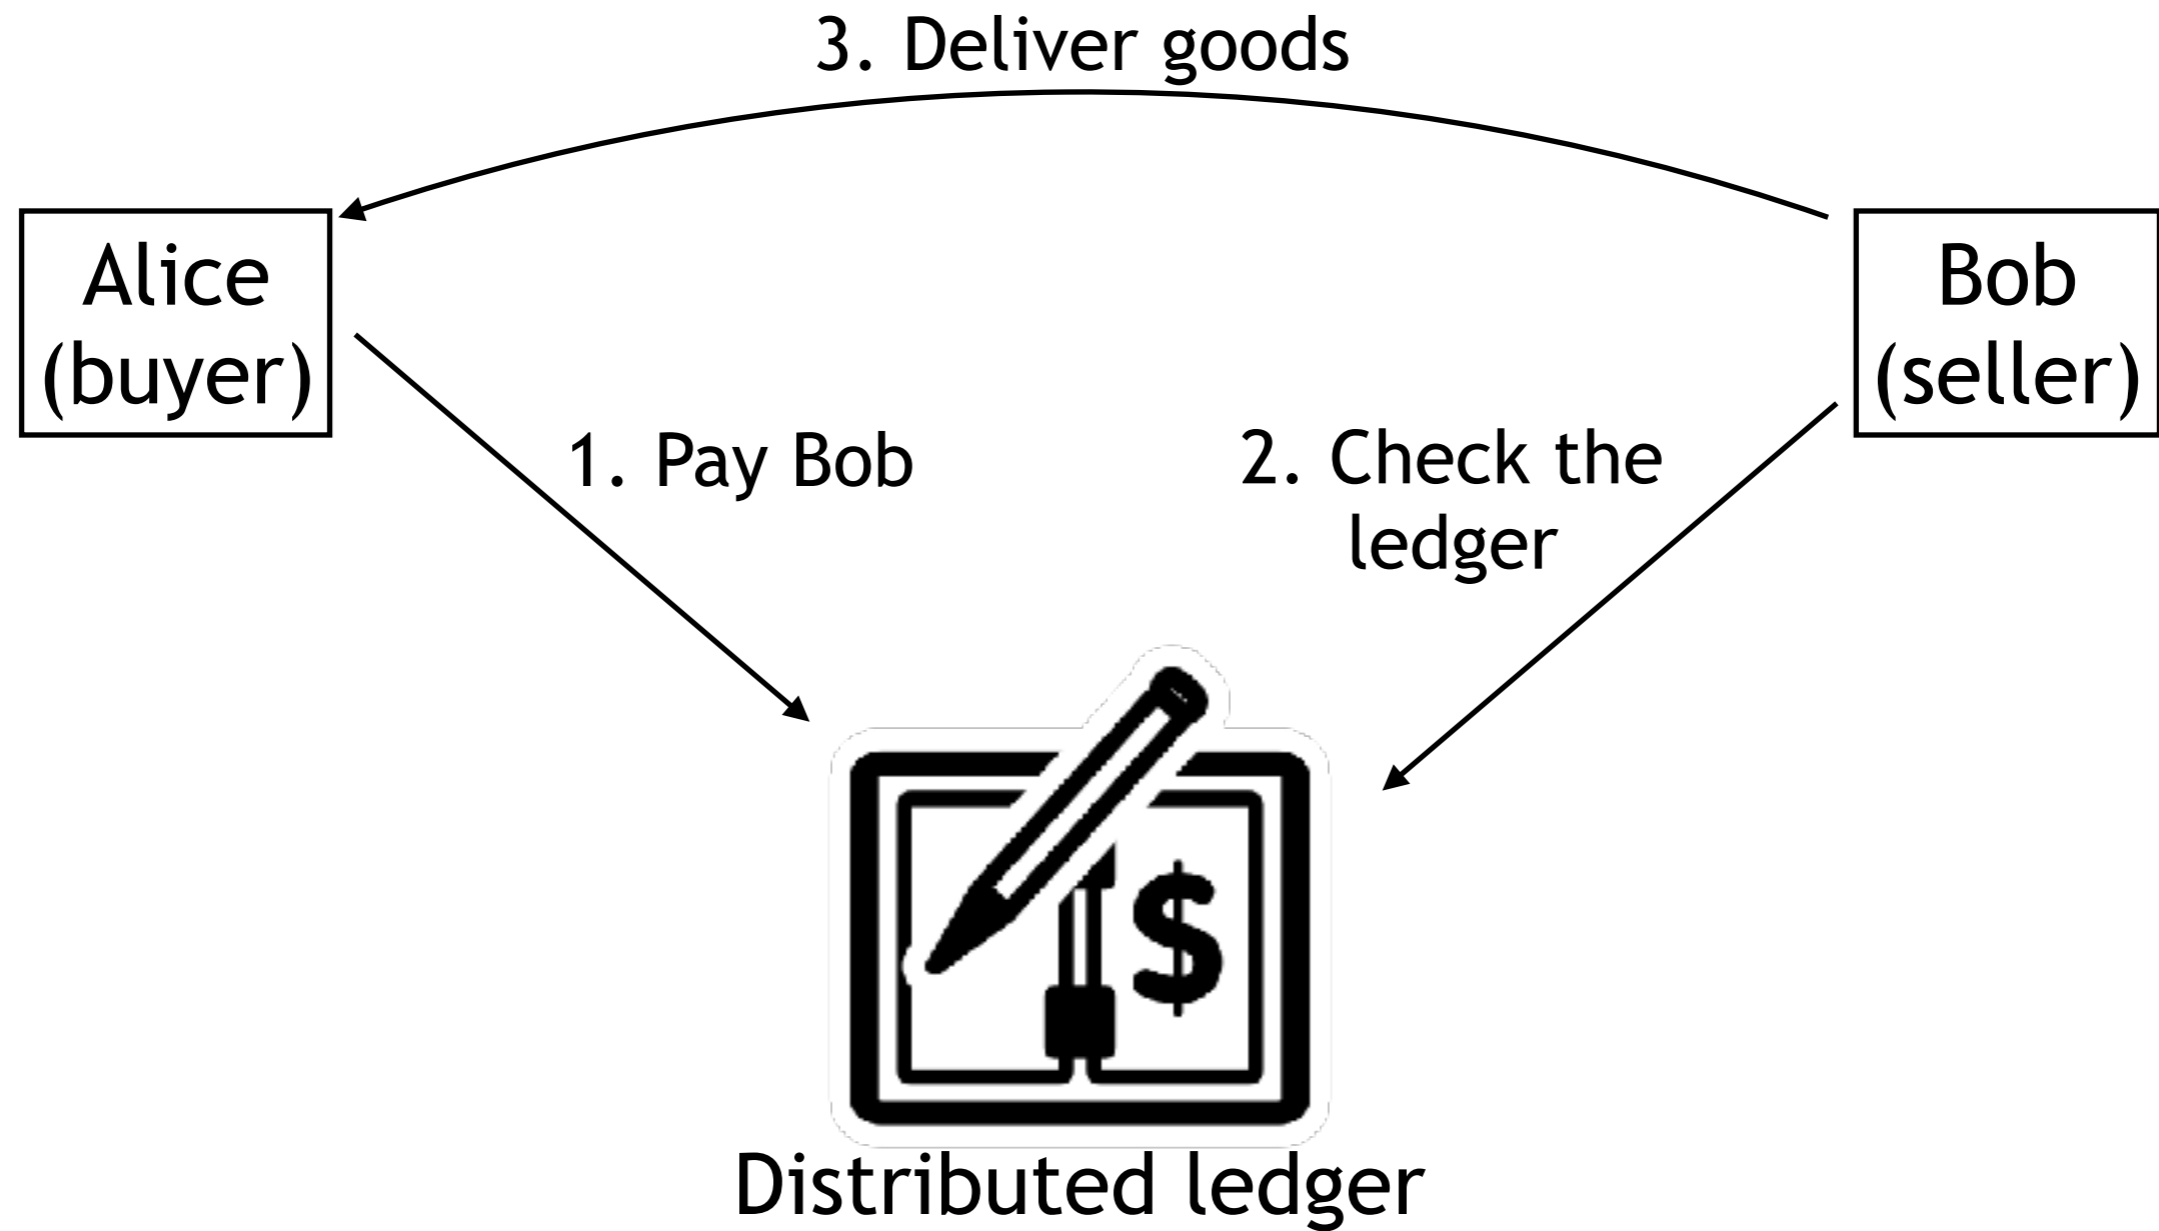 3. Deliver goods
Alice
(buyer)
Bob
(seller)
1. Pay Bob
2. Check the
ledger
$
Distributed ledger